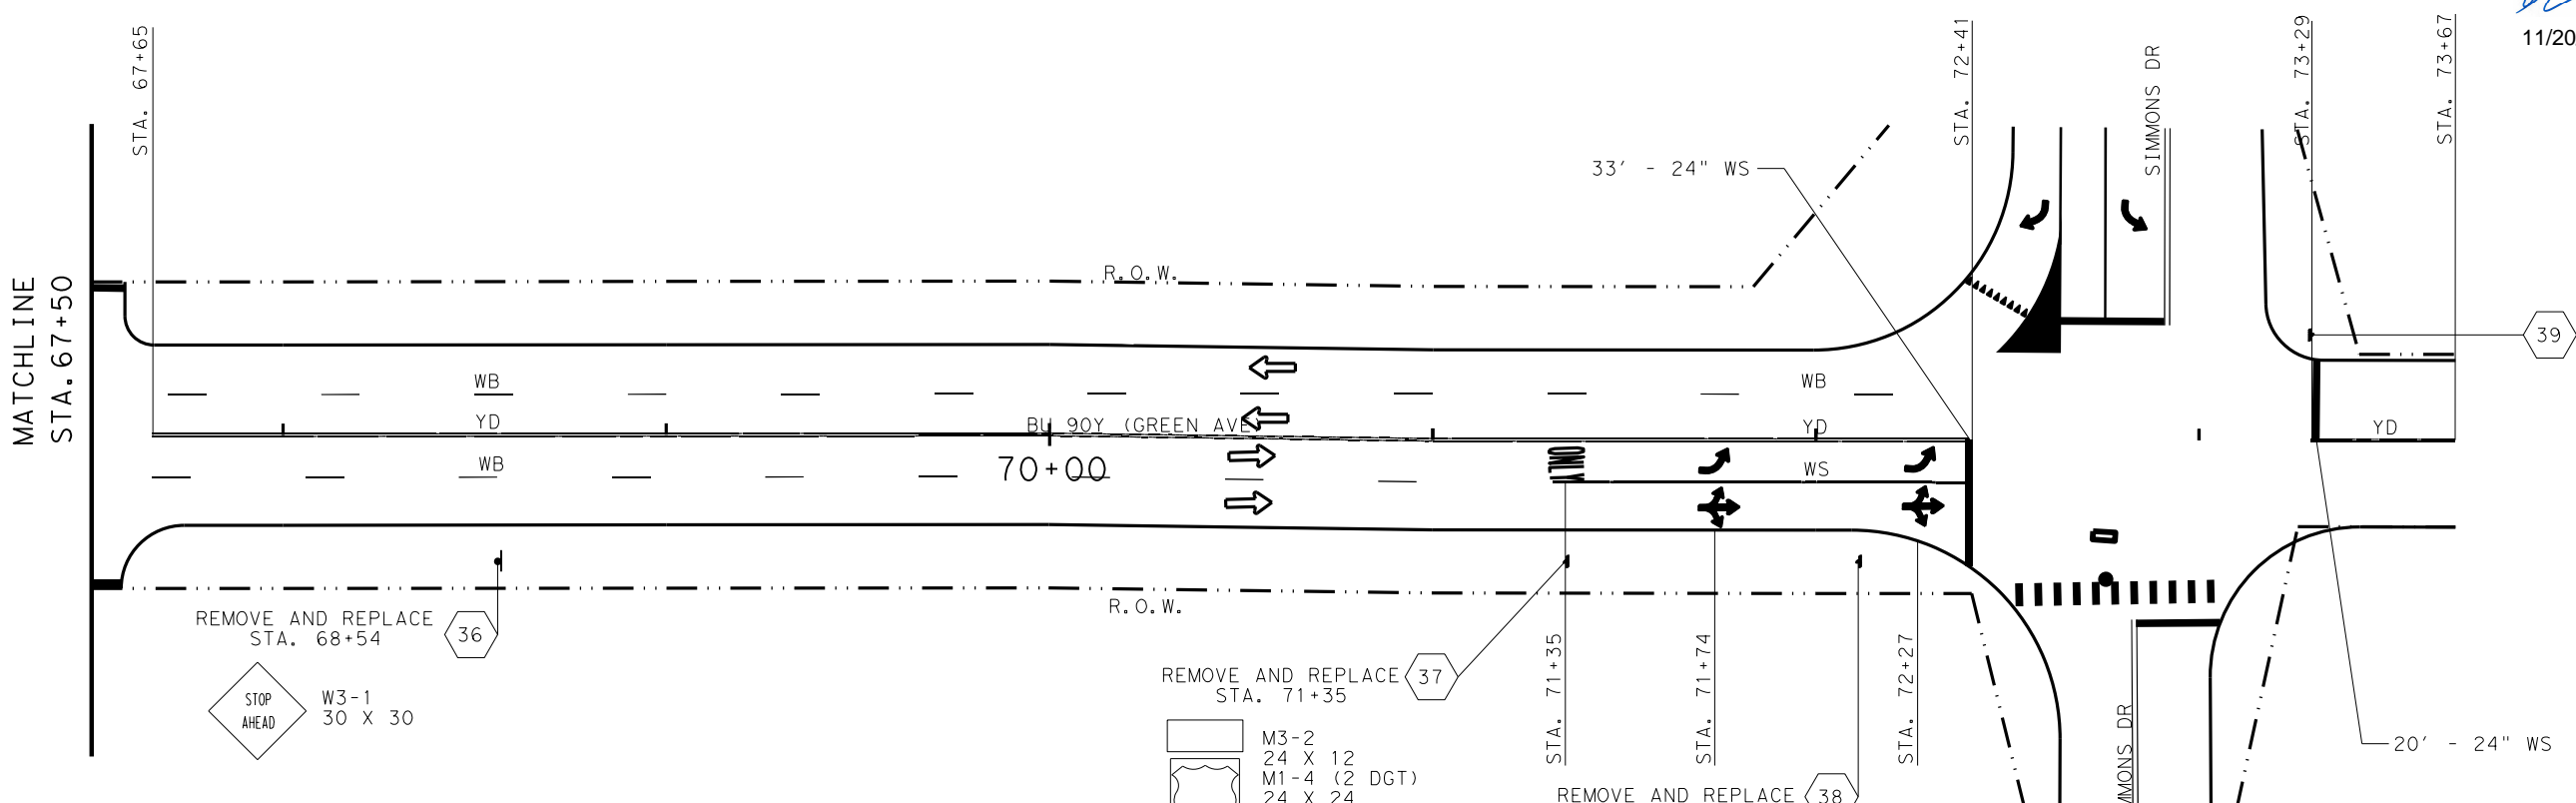 11/20
STA. 67+65
STA. 72+41
SIMMONS DR
STA. 73+29
STA. 73+67
33' - 24" WS
MATCHLINE
STA. 67+50
R.O.W.
39
WB
WB
YD
BU 90Y (GREEN AVE)
YD
YD
WB
70+00
ONLY
WS
R.O.W.
REMOVE AND REPLACE
STA. 68+54
36
STOP
AHEAD
W3-1
30 X 30
REMOVE AND REPLACE
STA. 71+35
37
STA. 71+35
STA. 71+74
STA. 72+27
M3-2
24 X 12
M1-4 (2 DGT)
24 X 24
REMOVE AND REPLACE
38
MMONS DR
20' - 24" WS